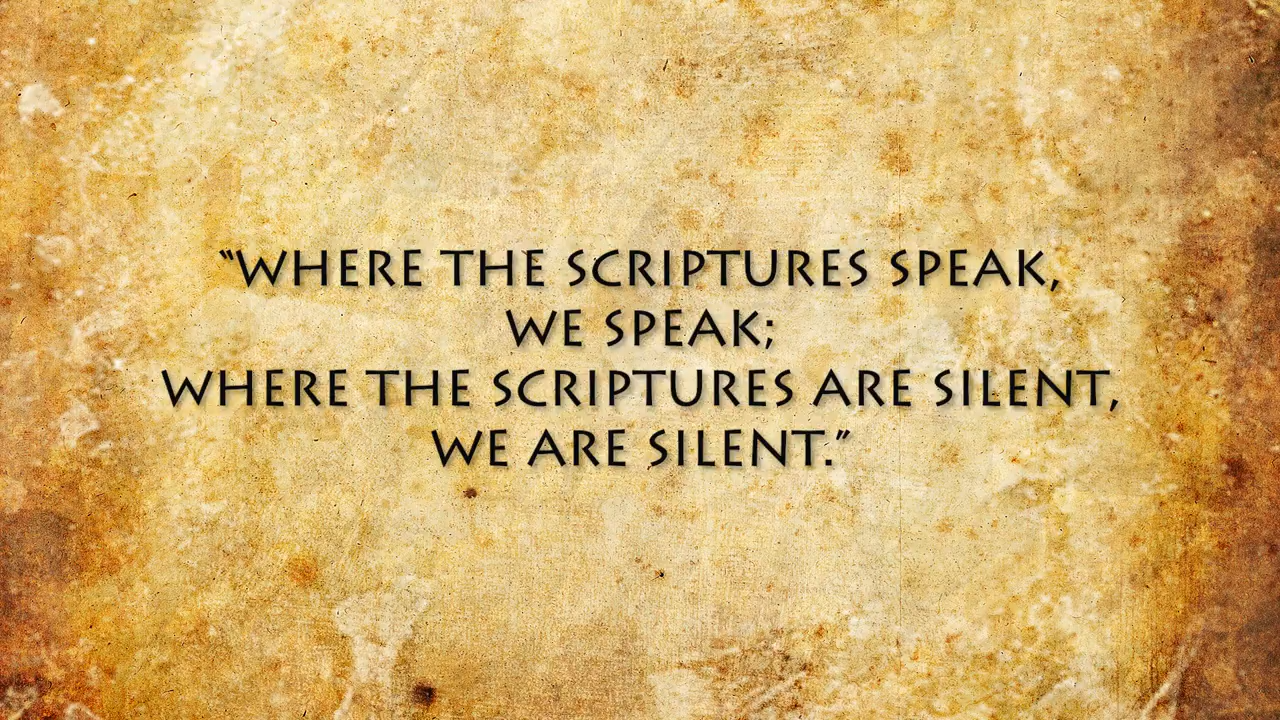 “WHERE THE SCRIPTURES SPEAK,
WE SPEAK;
WHERE THE SCRIPTURES ARE SILENT,
WE ARE SILENT.”